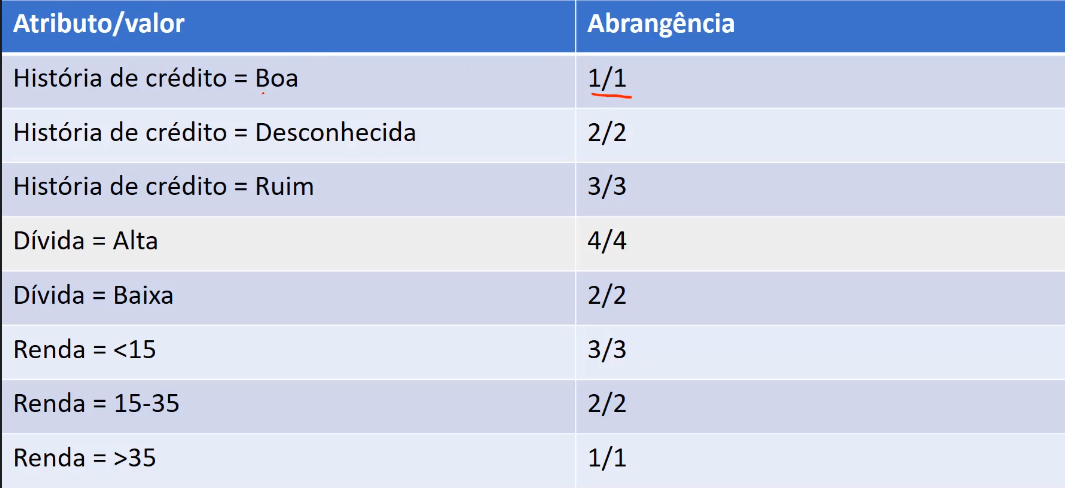 Atributo/valor Abrangência
História de crédito = Boa 1/1
História de crédito = Desconhecida 2/2
História de crédito = Ruim 3/3
Dívida = Alta 4/4
Dívida = Baixa 2/2
Renda = <15 3/3
Renda = 15-35 2/2
Renda = >35 1/1